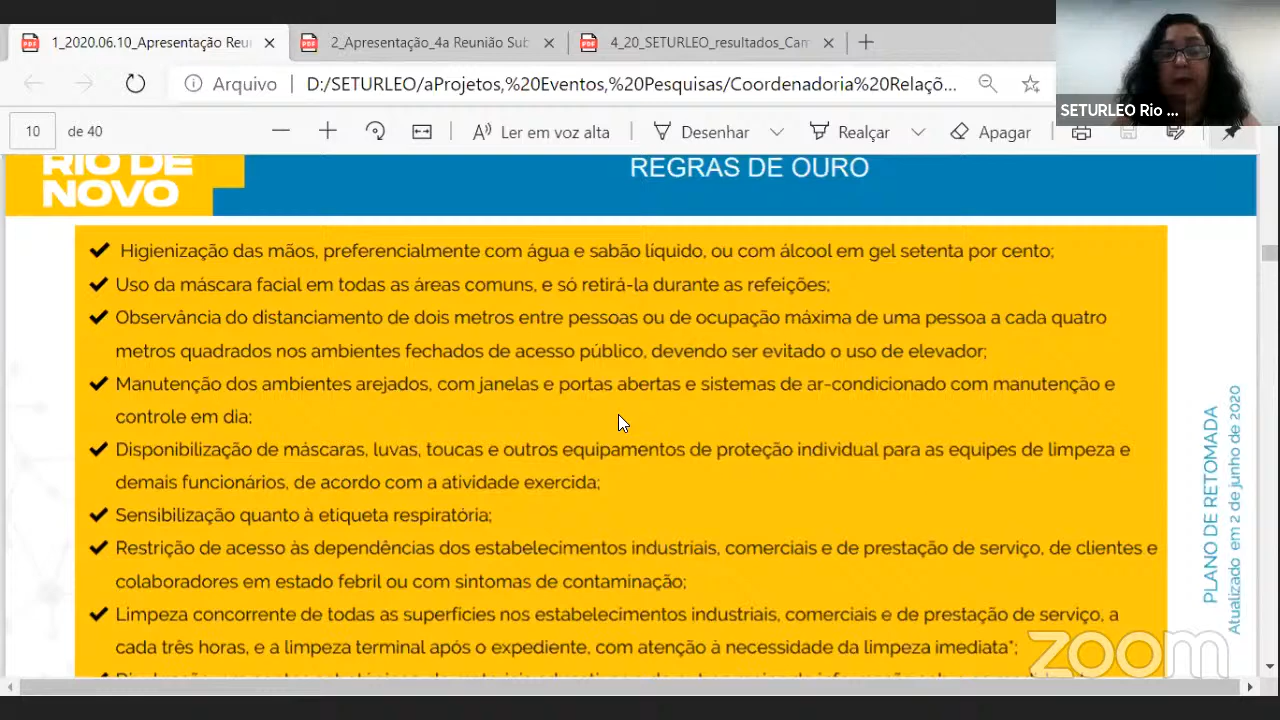 1_2020.06.10_Apresentação Reu
2_Apresentação_4a Reunião Sub
4_20_SETURLEO_resultados_Cam
Arquivo
D:/SETURLEO/aProjetos,%20Eventos,%20Pesquisas/Coordenadoria%20Relaçõ...
SETURLEO Rio ...
10
de 40
Ler em voz alta
Desenhar
Realçar
Apagar
RIO DE
NOVO
REGRAS DE OURO
Higienização das mãos, preferencialmente com água e sabão líquido, ou com álcool em gel setenta por cento;
Uso da máscara facial em todas as áreas comuns, e só retirá-la durante as refeições;
Observância do distanciamento de dois metros entre pessoas ou de ocupação máxima de uma pessoa a cada quatro
metros quadrados nos ambientes fechados de acesso público, devendo ser evitado o uso de elevador;
Manutenção dos ambientes arejados, com janelas e portas abertas e sistemas de ar-condicionado com manutenção e
controle em dia;
Disponibilização de máscaras, luvas, toucas e outros equipamentos de proteção individual para as equipes de limpeza e
demais funcionários, de acordo com a atividade exercida;
Sensibilização quanto à etiqueta respiratória;
Restrição de acesso às dependências dos estabelecimentos industriais, comerciais e de prestação de serviço, de clientes e
colaboradores em estado febril ou com sintomas de contaminação;
Limpeza concorrente de todas as superfícies nos estabelecimentos industriais, comerciais e de prestação de serviço, a
cada três horas, e a limpeza terminal após o expediente, com atenção à necessidade da limpeza imediata*;
PLANO DE RETOMADA
Atualizado em 2 de junho de 2020
zoom